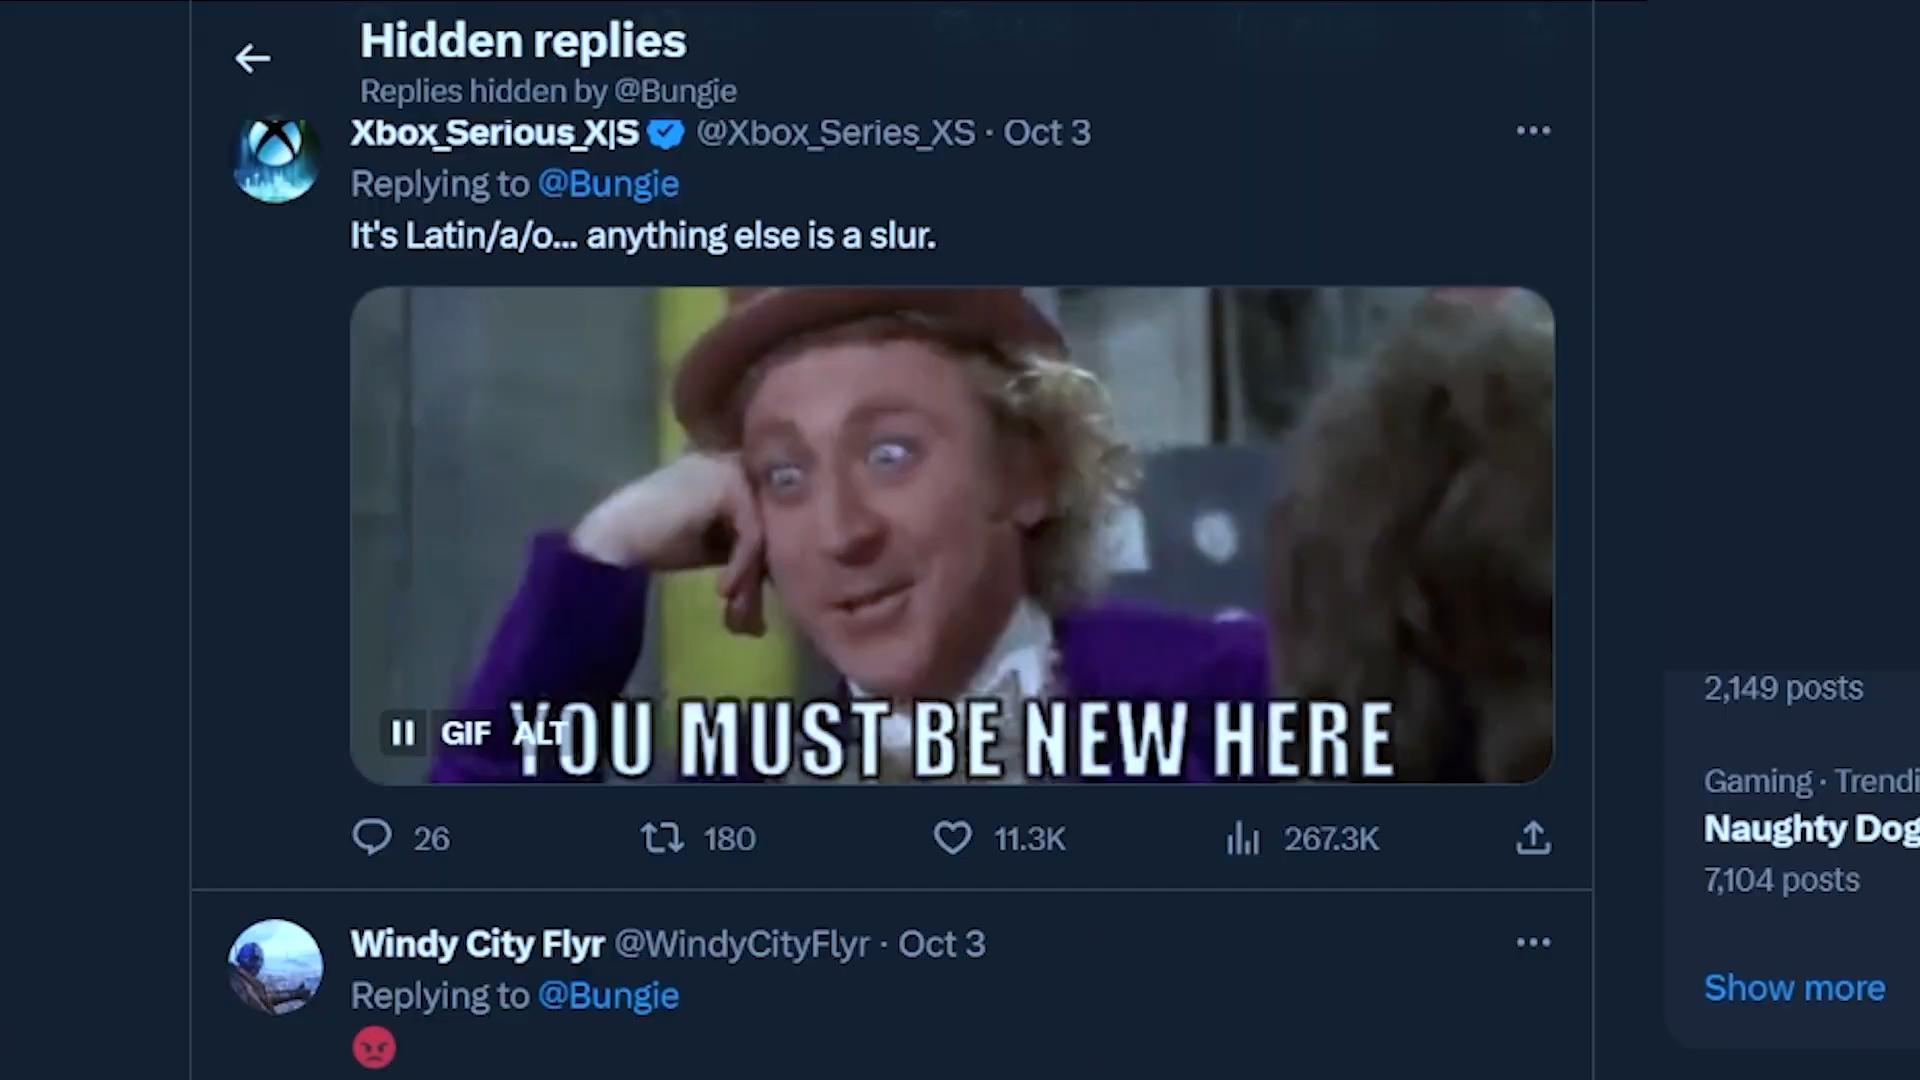 Hidden replies
Replies hidden by @Bungie
Xbox_Serious_X|S @Xbox_Series_XS · Oct 3
Replying to @Bungie
It's Latin/a/o... anything else is a slur.
YOU MUST BE NEW HERE
GIF ALT
26 180 11.3K 267.3K
Windy City Flyr @WindyCityFlyr · Oct 3
Replying to @Bungie
2,149 posts
Gaming · Trendi
Naughty Dog
7,104 posts
Show more